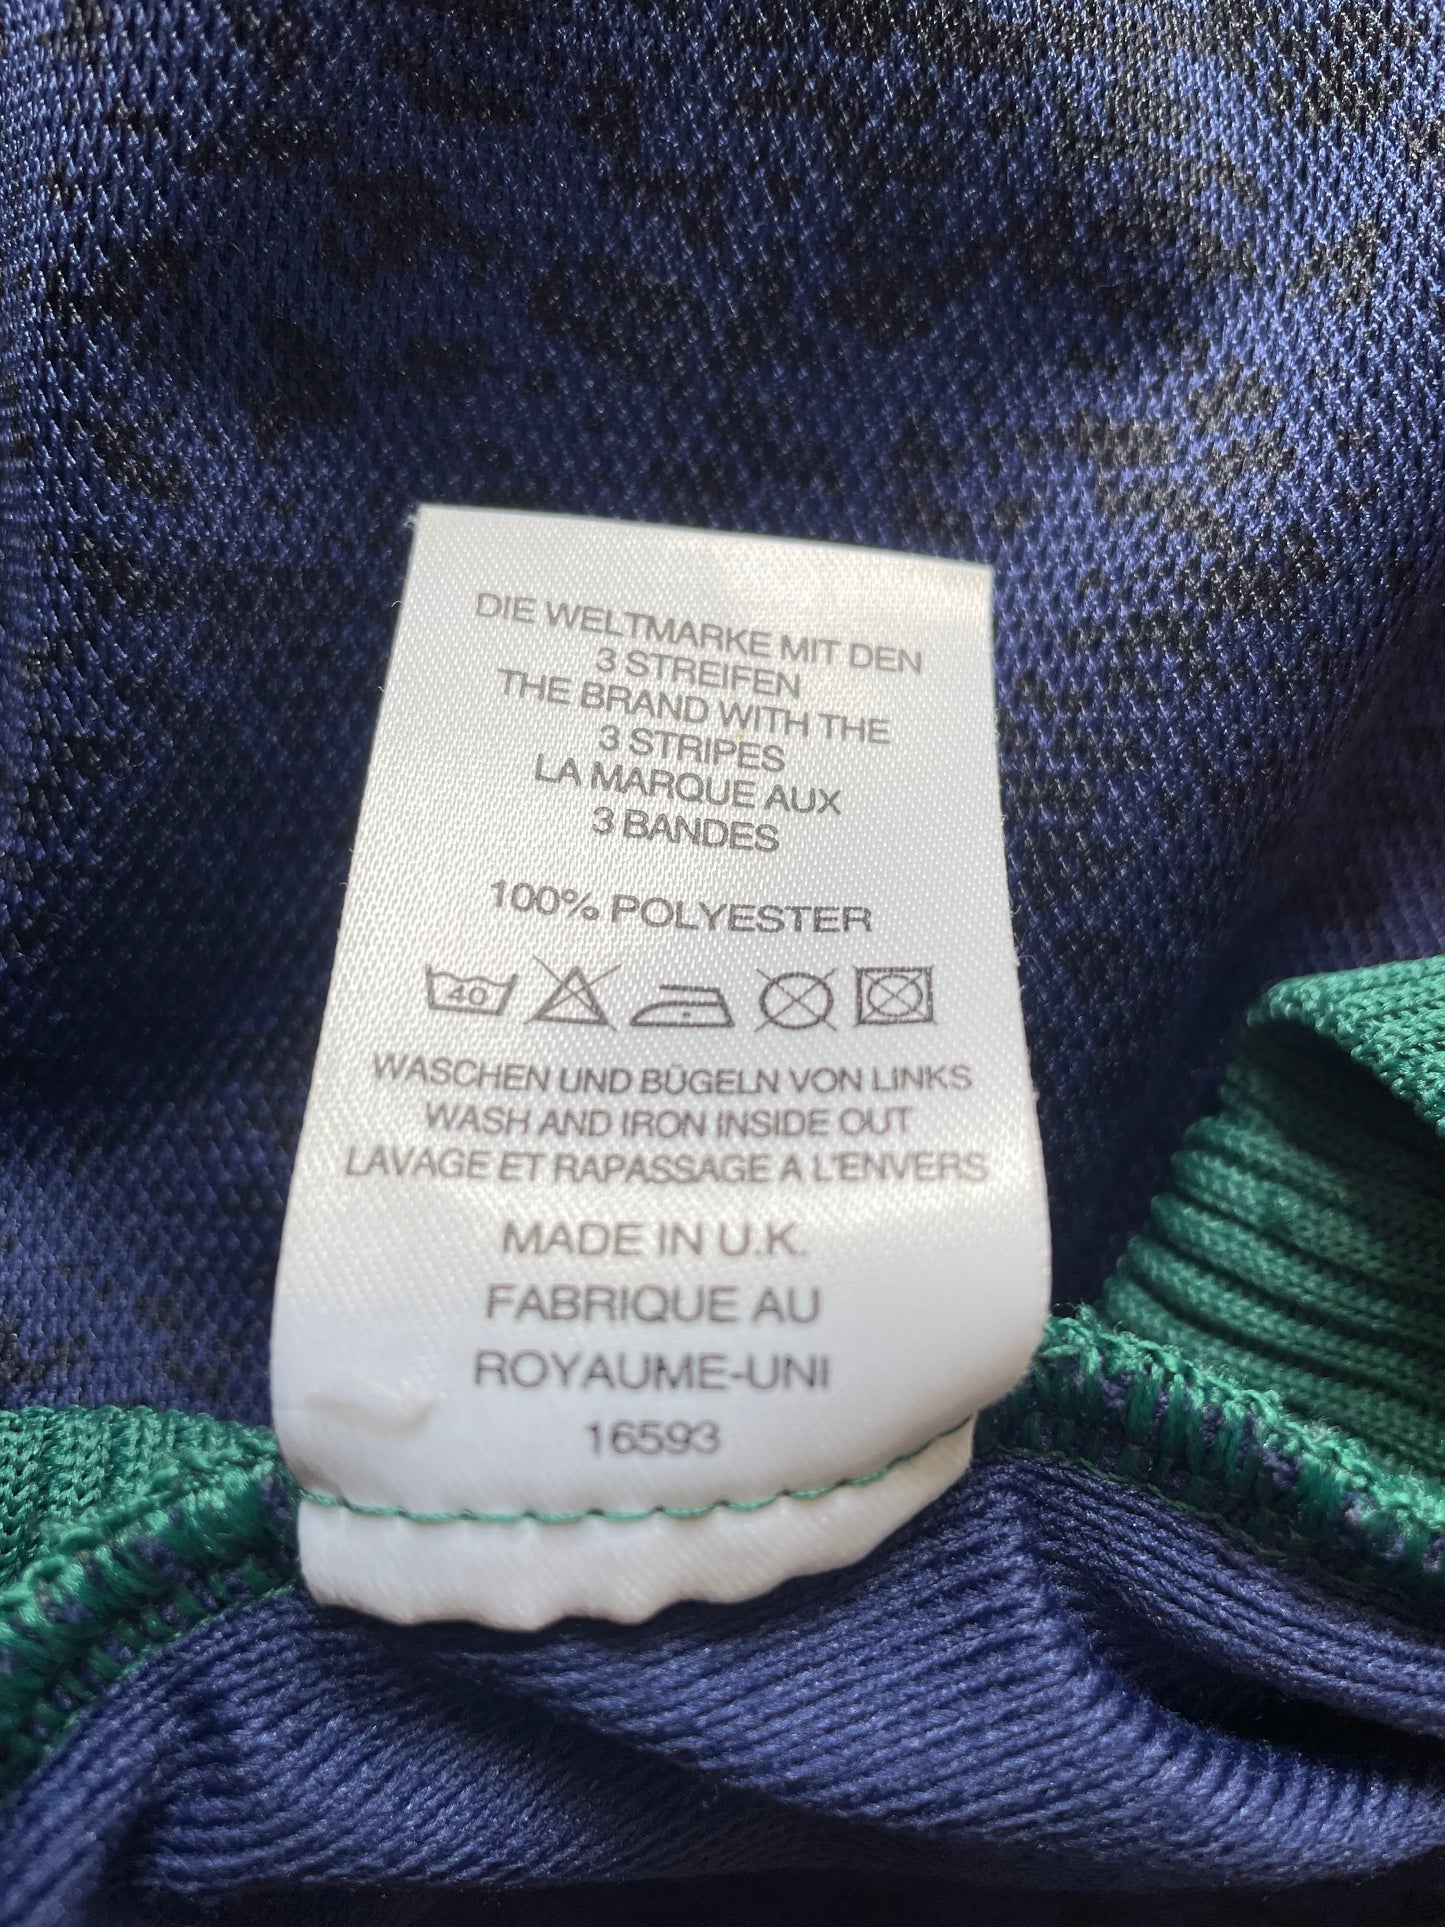 DIE WELTMARKE MIT DEN
3 STREIFEN
THE BRAND WITH THE
3 STRIPES
LA MARQUE AUX
3 BANDES
100% POLYESTER
40
WASCHEN UND BÜGELN VON LINKS
WASH AND IRON INSIDE OUT
LAVAGE ET RAPASSAGE A L'ENVERS
MADE IN U.K.
FABRIQUE AU
ROYAUME-UNI
16593